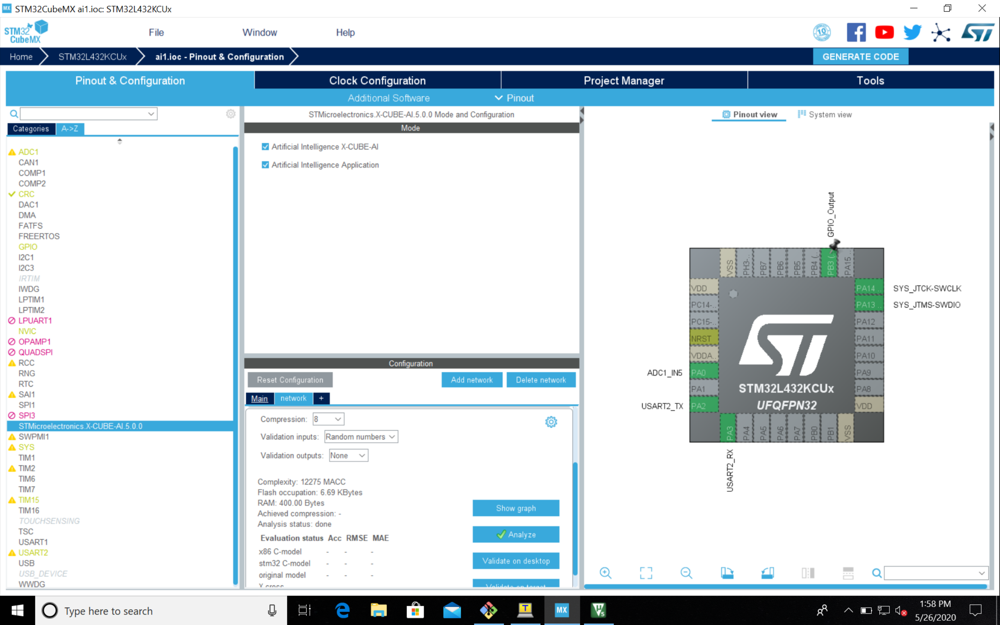 MX STM32CubeMX ai1.ioc: STM32L432KCUx
STM32
CubeMX
File Window Help
10
Home STM32L432KCUx ai1.ioc - Pinout & Configuration GENERATE CODE
Pinout & Configuration Clock Configuration Project Manager Tools
Additional Software Pinout
Categories A->Z
ADC1
CAN1
COMP1
COMP2
CRC
DAC1
DMA
FATFS
FREERTOS
GPIO
I2C1
I2C3
IRTIM
IWDG
LPTIM1
LPTIM2
LPUART1
NVIC
OPAMP1
QUADSPI
RCC
RNG
RTC
SAI1
SPI1
SPI3
STMicroelectronics.X-CUBE-AI.5.0.0
SWPMI1
SYS
TIM1
TIM2
TIM6
TIM7
TIM15
TIM16
TOUCHSENSING
TSC
USART1
USART2
USB
USB_DEVICE
WWDG
STMicroelectronics.X-CUBE-AI.5.0.0 Mode and Configuration
Mode
Artificial Intelligence X-CUBE-AI
Artificial Intelligence Application
Configuration
Reset Configuration Add network Delete network
Main network +
Compression: 8
Validation inputs: Random numbers
Validation outputs: None
Complexity: 12275 MACC
Flash occupation: 6.69 KBytes
RAM: 400.00 Bytes
Achieved compression: -
Analysis status: done
Evaluation status Acc RMSE MAE
x86 C-model - - -
stm32 C-model - - -
original model - - -
X cross
Show graph
Analyze
Validate on desktop
Validate on target
Pinout view System view
GPIO_Output
VSS
PH3-..
PB7
PB6
PB5
PB4 (..
PB3 (..
PA15 ..
VDD
PC14-..
PC15-..
NRST
VDDA..
ADC1_IN5 PA0
PA1
USART2_TX PA2
PA14 .. SYS_JTCK-SWCLK
PA13 .. SYS_JTMS-SWDIO
PA12
PA11
PA10
PA9
PA8
VDD
STM32L432KCUx
UFQFPN32
PA3
PA4
PA5
PA6
PA7
PB0
PB1
VSS
USART2_RX
Type here to search
T
MX
V5
1:58 PM
5/26/2020